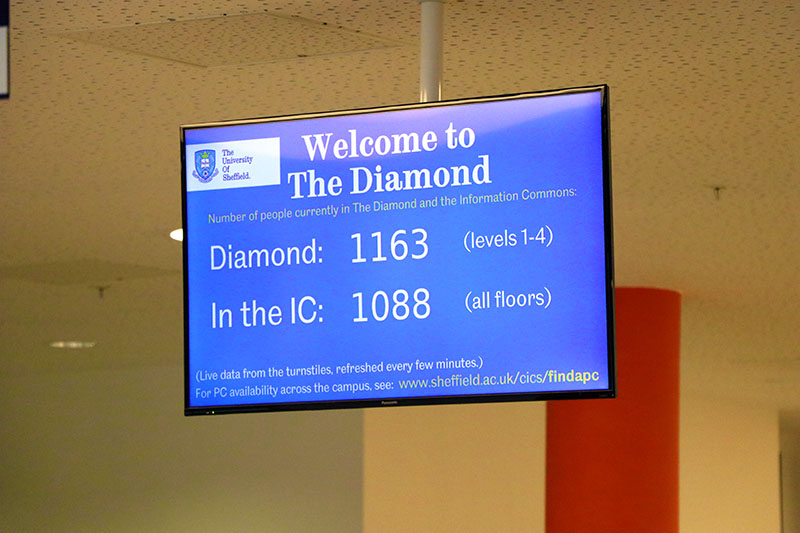 The
University
Of
Sheffield.
Welcome to
The Diamond
Number of people currently in The Diamond and the Information Commons:
Diamond: 1163 (levels 1-4)
In the IC: 1088 (all floors)
(Live data from the turnstiles, refreshed every few minutes.)
For PC availability across the campus, see: www.sheffield.ac.uk/cics/findapc
Panasonic